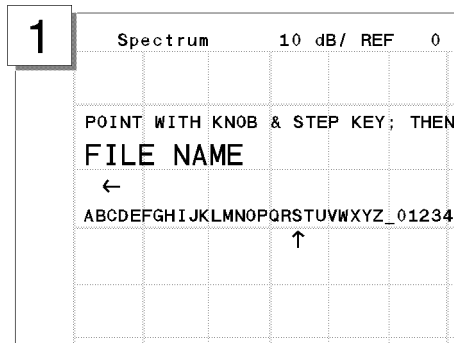 1
Spectrum 10 dB/ REF 0
POINT WITH KNOB & STEP KEY; THEN
FILE NAME
←
ABCDEFGHIJKLMNOPQRSTUVWXYZ_01234
↑